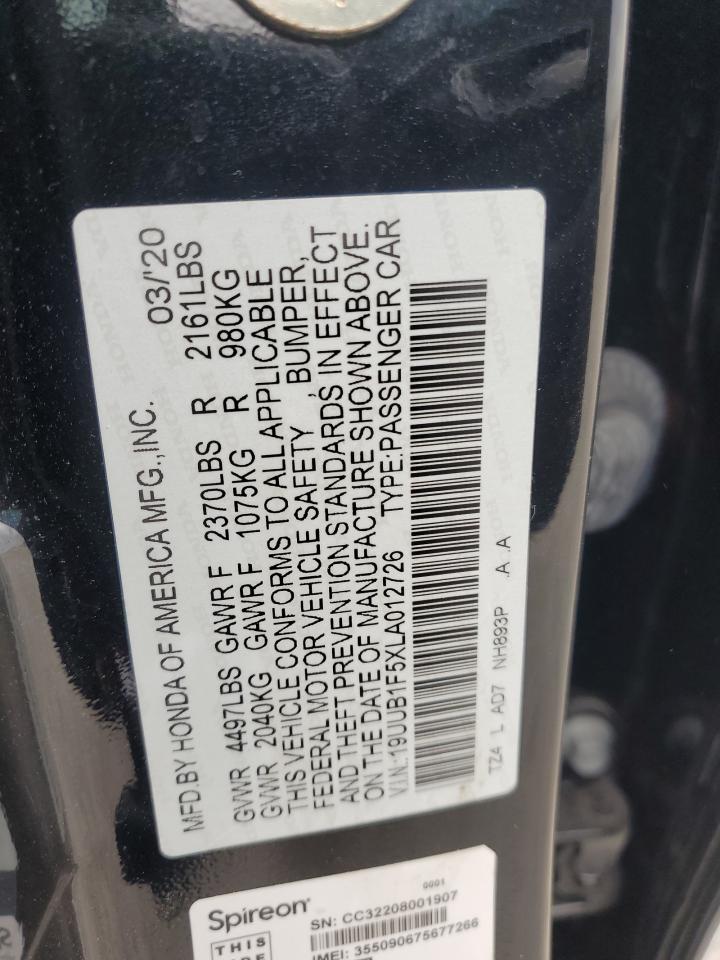 MFD.BY HONDA OF AMERICA MFG.,INC. 03/'20
GVWR 4497LBS GAWR F 2370LBS R 2161LBS
GVWR 2040KG GAWR F 1075KG R 980KG
THIS VEHICLE CONFORMS TO ALL APPLICABLE
FEDERAL MOTOR VEHICLE SAFETY , BUMPER,
AND THEFT PREVENTION STANDARDS, IN EFFECT
ON THE DATE OF MANUFACTURE SHOWN ABOVE.
V.I.N.:19UUB1F5XLA012726 TYPE:PASSENGER CAR
TZ4 L AD7 NH893P .A .A
Spireon
0001
SN: CC32208001907
IMEI: 355090675677266
THIS